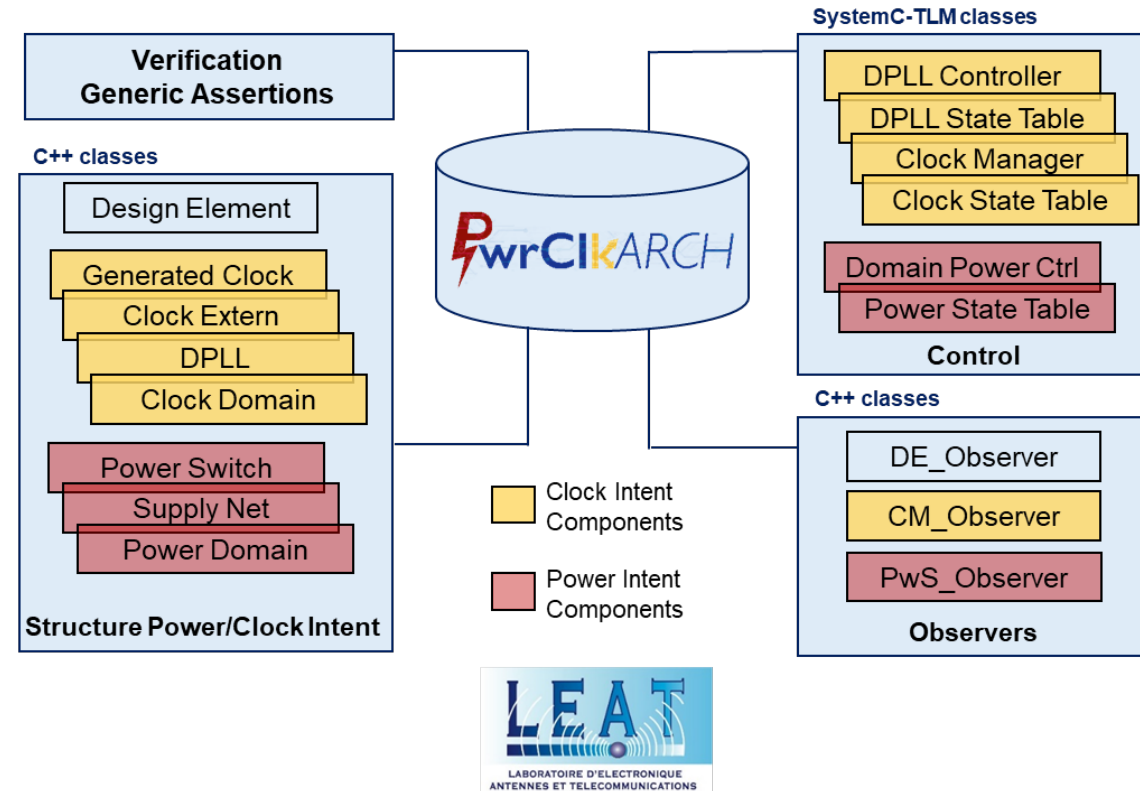 Verification
Generic Assertions
C++ classes
Design Element
Generated Clock
Clock Extern
DPLL
Clock Domain
Power Switch
Supply Net
Power Domain
Structure Power/Clock Intent
PwrClkARCH
Clock Intent
Components
Power Intent
Components
SystemC-TLM classes
DPLL Controller
DPLL State Table
Clock Manager
Clock State Table
Domain Power Ctrl
Power State Table
Control
C++ classes
DE_Observer
CM_Observer
PwS_Observer
Observers
LEAT
LABORATOIRE D'ELECTRONIQUE
ANTENNES ET TELECOMMUNICATIONS